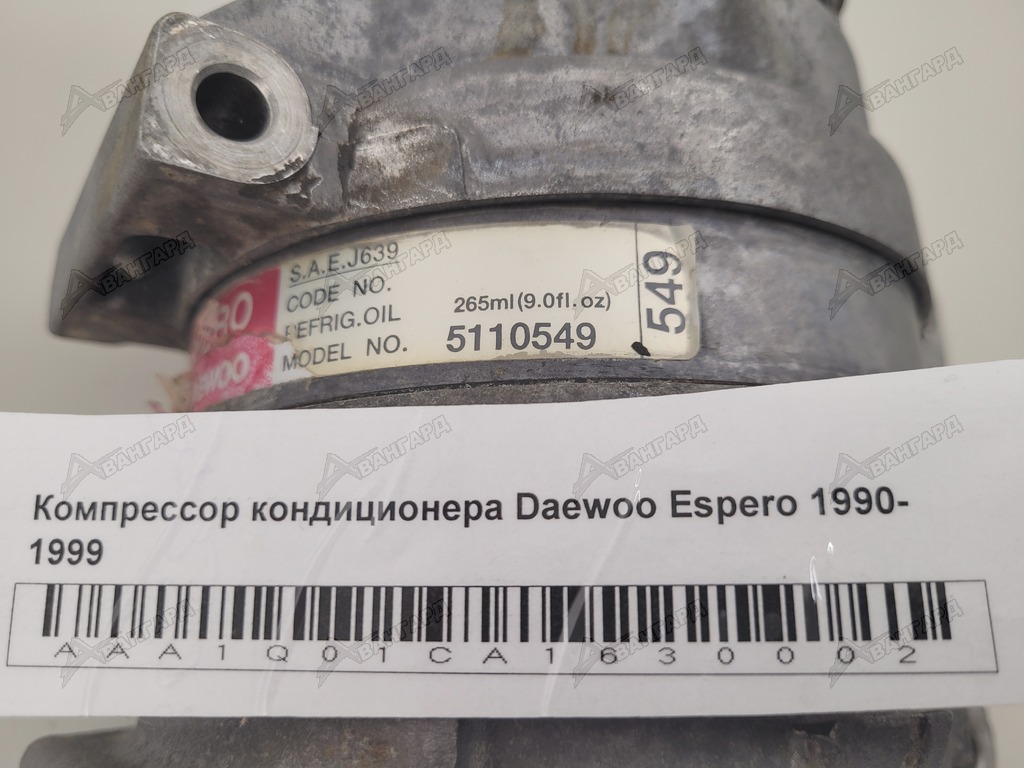 S.A.E.J639
CODE NO.
REFRIG.OIL 265ml(9.0fl.oz)
MODEL NO. 5110549
549
Компрессор кондиционера Daewoo Espero 1990-
1999
AAA1Q01CA1630002
АВАНГАРД